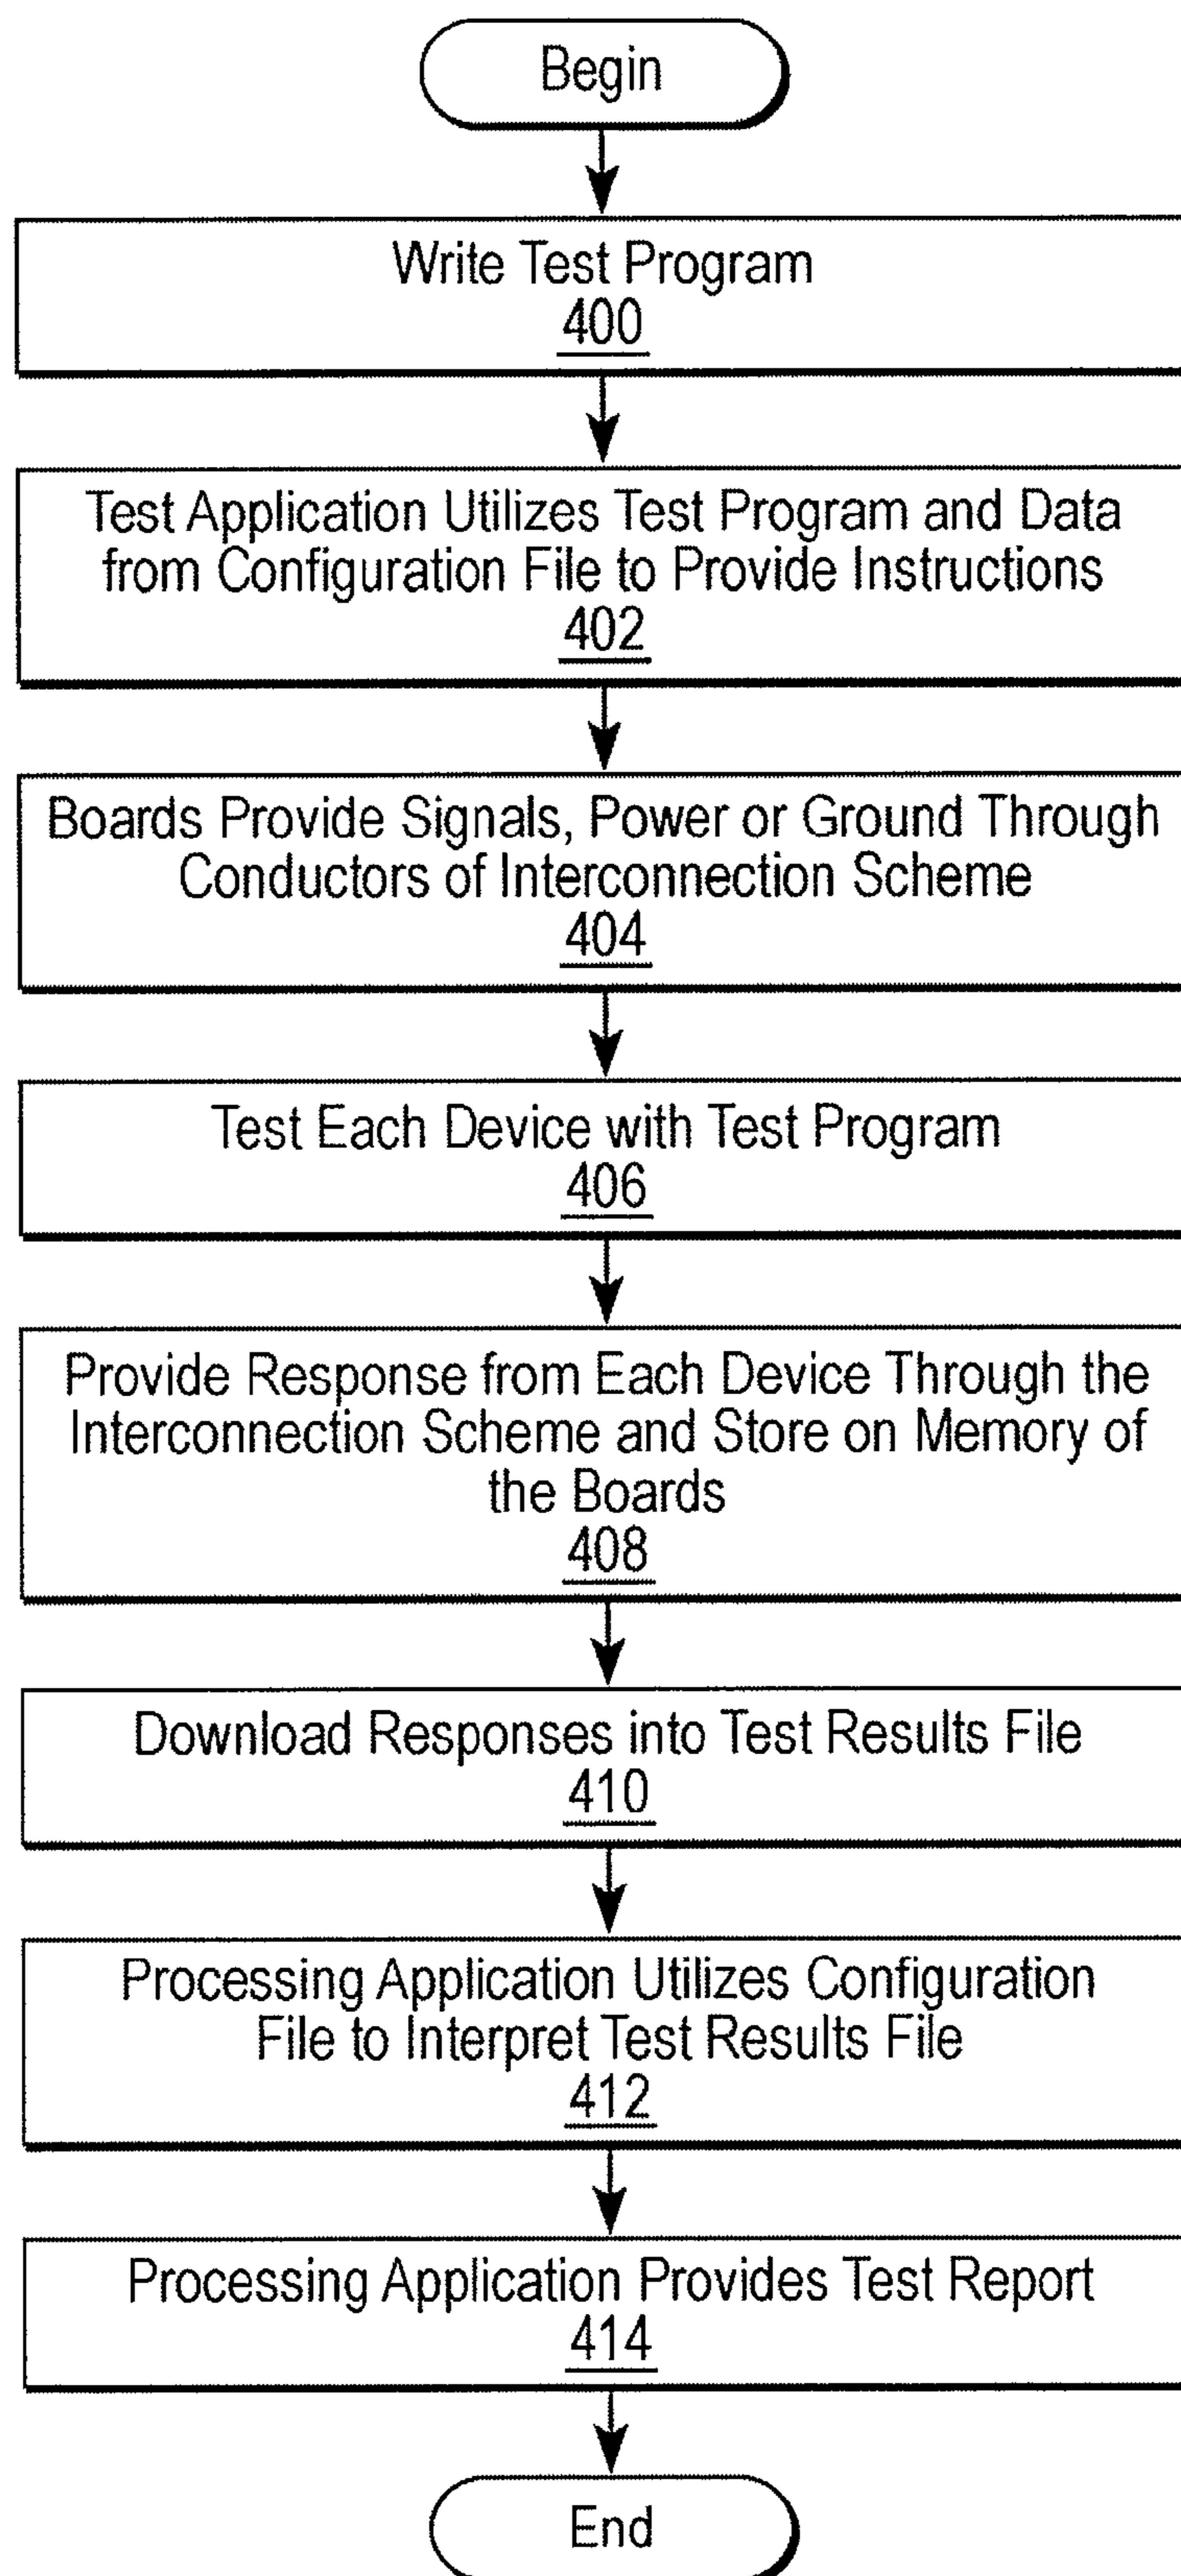 Begin
Write Test Program
400
Test Application Utilizes Test Program and Data
from Configuration File to Provide Instructions
402
Boards Provide Signals, Power or Ground Through
Conductors of Interconnection Scheme
404
Test Each Device with Test Program
406
Provide Response from Each Device Through the
Interconnection Scheme and Store on Memory of
the Boards
408
Download Responses into Test Results File
410
Processing Application Utilizes Configuration
File to Interpret Test Results File
412
Processing Application Provides Test Report
414
End